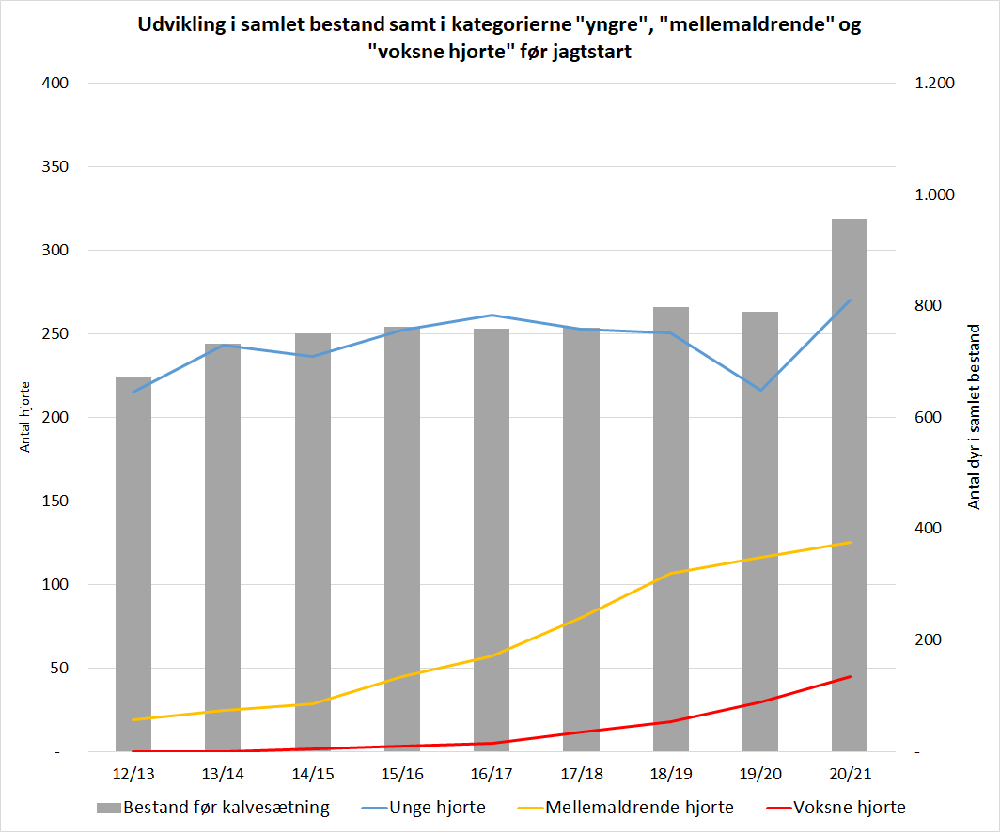 Udvikling i samlet bestand samt i kategorierne "yngre", "mellemaldrende" og
"voksne hjorte" før jagtstart
400
350
300
250
200
150
100
50
-
Antal hjorte
1.200
1.000
800
600
400
200
-
Antal dyr i samlet bestand
12/13 13/14 14/15 15/16 16/17 17/18 18/19 19/20 20/21
Bestand før kalvesætning Unge hjorte Mellemaldrende hjorte Voksne hjorte